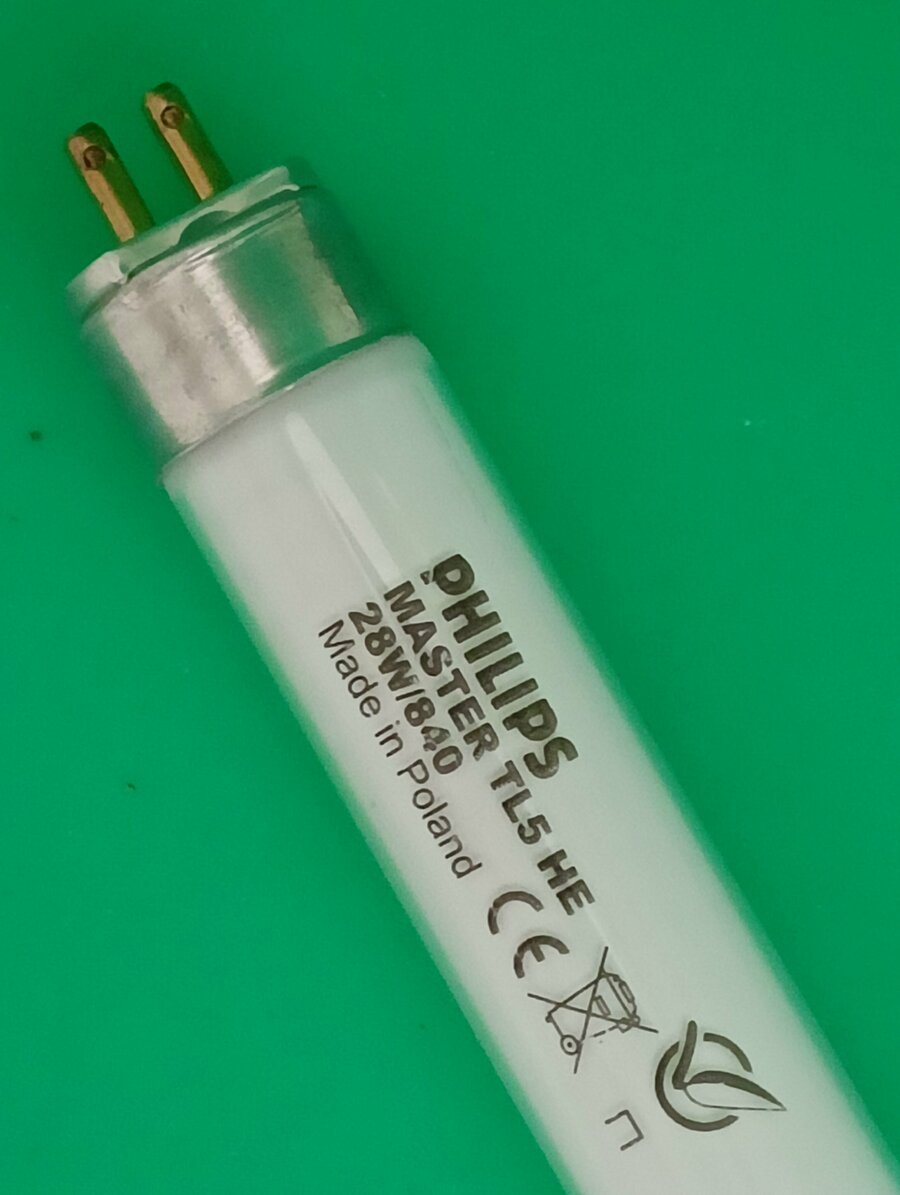 PHILIPS
MASTER TL5 HE
28W/840
Made in Poland
CE